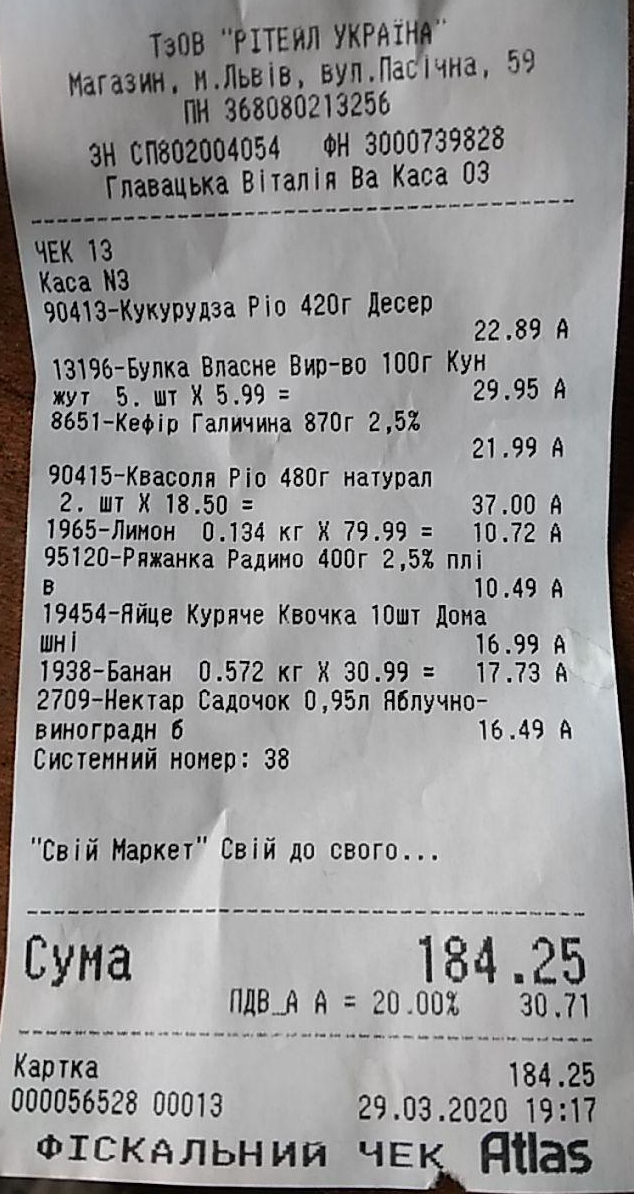 ТзОВ "РІТЕЙЛ УКРАЇНА"
Магазин, м.Львів, вул.Пасічна, 59
ПН 368080213256
ЗН СП802004054 ФН 3000739828
Главацька Віталія Ва Каса 03
ЧЕК 13
Каса N3
90413-Кукурудза Ріо 420г Десер
22.89 А
13196-Булка Власне Вир-во 100г Кун
жут 5. шт X 5.99 = 29.95 А
8651-Кефір Галичина 870г 2,5%
21.99 А
90415-Квасоля Ріо 480г натурал
2. шт X 18.50 = 37.00 А
1965-Лимон 0.134 кг X 79.99 = 10.72 А
95120-Ряжанка Радимо 400г 2,5% плі
в 10.49 А
19454-Яйце Куряче Квочка 10шт Дома
шні 16.99 А
1938-Банан 0.572 кг X 30.99 = 17.73 А
2709-Нектар Садочок 0,95л Яблучно-
виноградн б 16.49 А
Системний номер: 38
"Свій Маркет" Свій до свого...
Сума 184.25
ПДВ_А А = 20.00% 30.71
Картка 184.25
000056528 00013 29.03.2020 19:17
ФІСКАЛЬНИЙ ЧЕК Atlas